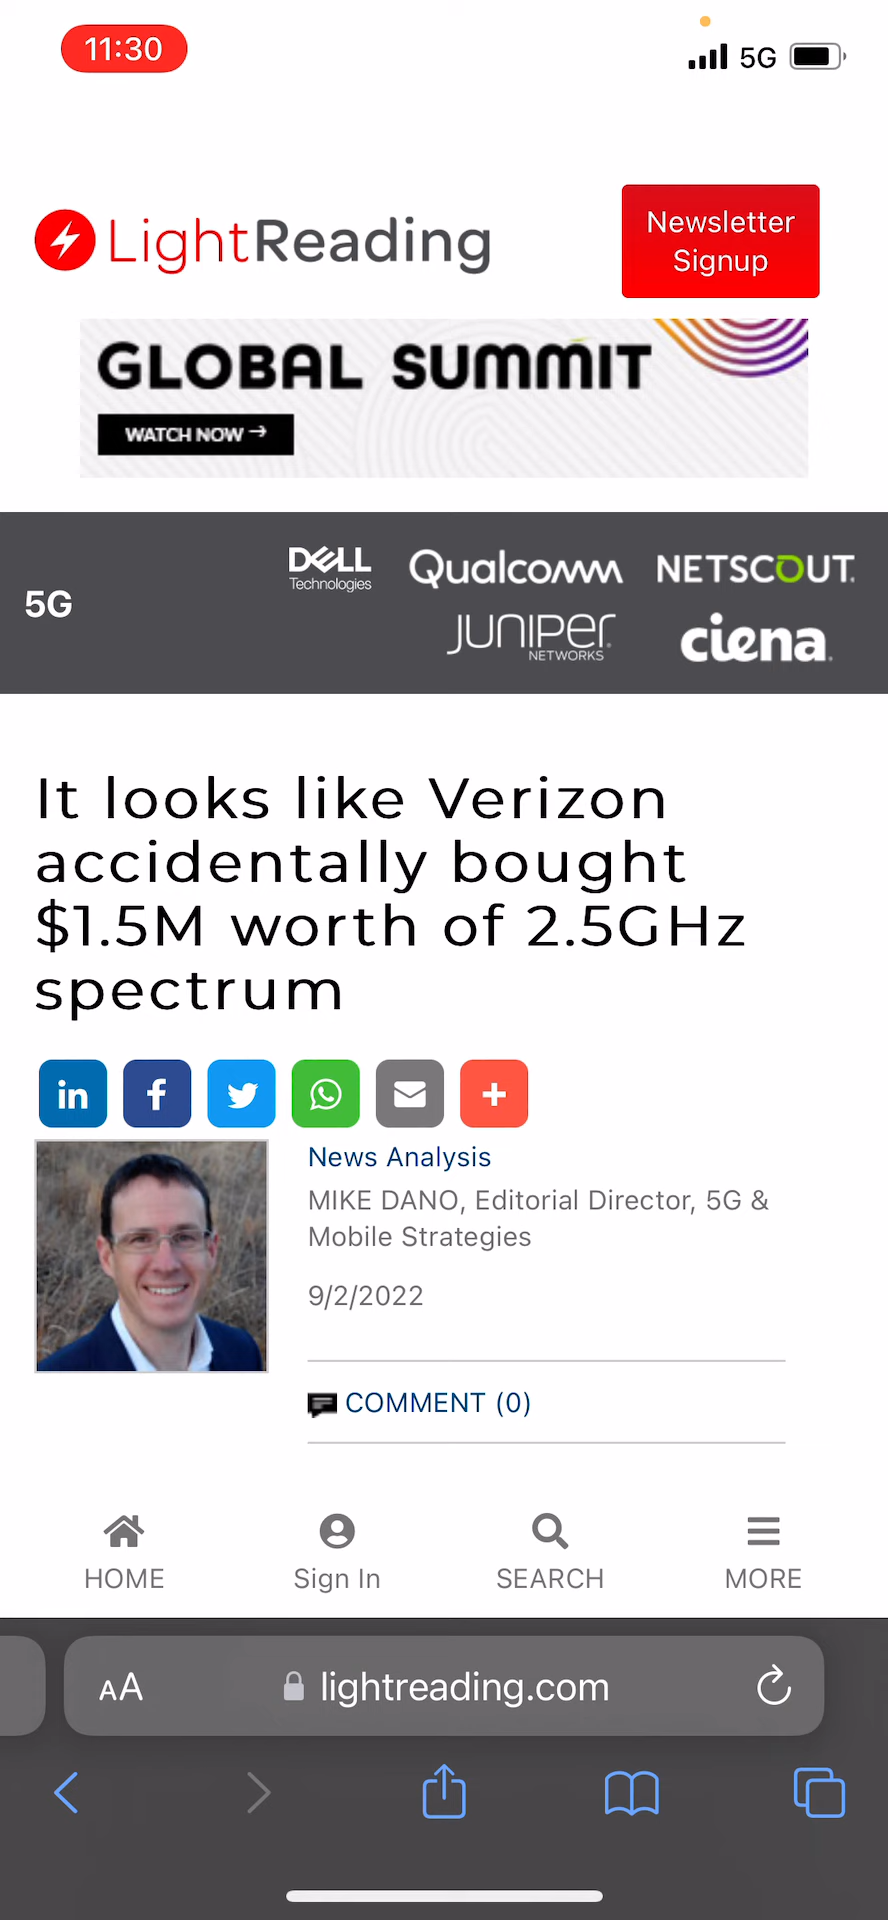 11:30
5G
LightReading
Newsletter
Signup
GLOBAL SUMMIT
WATCH NOW →
5G
DELL
Technologies
Qualcomm
NETSCOUT.
JUNIPer
NETWORKS
ciena
It looks like Verizon
accidentally bought
$1.5M worth of 2.5GHz
spectrum
in
f
+
News Analysis
MIKE DANO, Editorial Director, 5G &
Mobile Strategies
9/2/2022
COMMENT (0)
HOME
Sign In
SEARCH
MORE
AA
lightreading.com